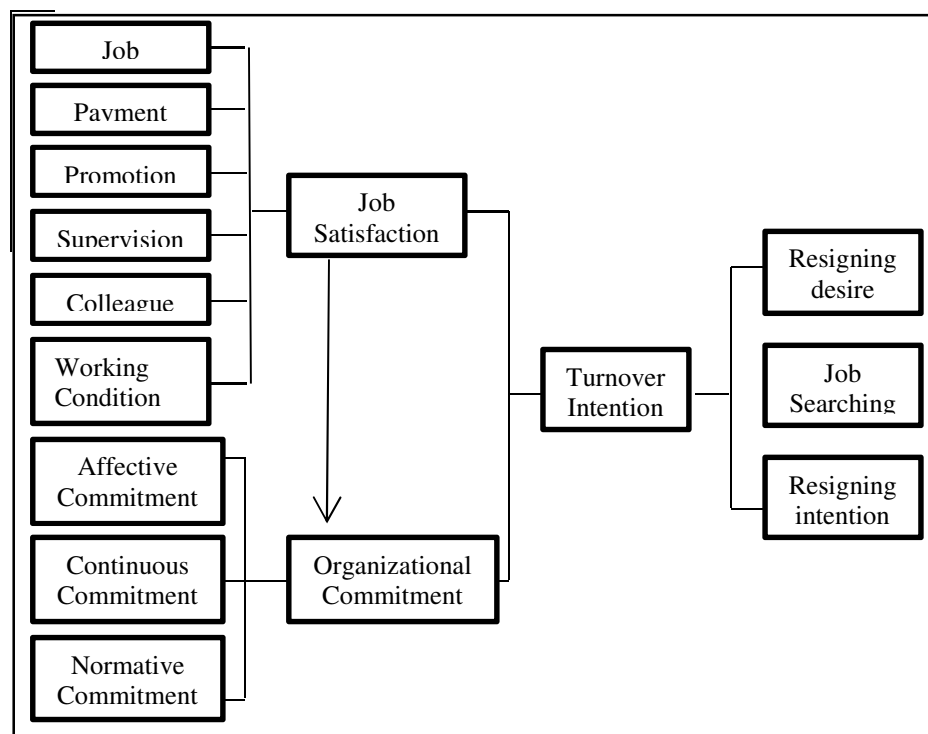 Job
Payment
Promotion
Supervision
Colleague
Working
Condition
Affective
Commitment
Continuous
Commitment
Normative
Commitment
Job
Satisfaction
Organizational
Commitment
Turnover
Intention
Resigning
desire
Job
Searching
Resigning
intention